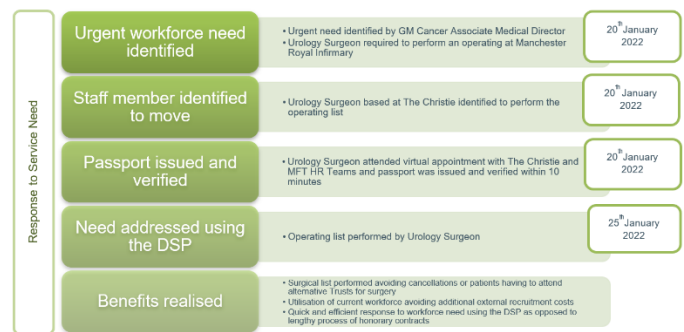 Response to Service Need
Urgent workforce need
identified
• Urgent need identified by GM Cancer Associate Medical Director
• Urology Surgeon required to perform an operating at Manchester
Royal Infirmary
20th January
2022
Staff member identified
to move
• Urology Surgeon based at The Christie identified to perform the
operating list
20th January
2022
Passport issued and
verified
• Urology Surgeon attended virtual appointment with The Christie and
MFT HR Teams and passport was issued and verified within 10
minutes
20th January
2022
Need addressed using
the DSP
• Operating list performed by Urology Surgeon
25th January
2022
Benefits realised
• Surgical list performed avoiding cancellations or patients having to attend
alternative Trusts for surgery
• Utilisation of current workforce avoiding additional external recruitment costs
• Quick and efficient response to workforce need using the DSP as opposed to
lengthy process of honorary contracts